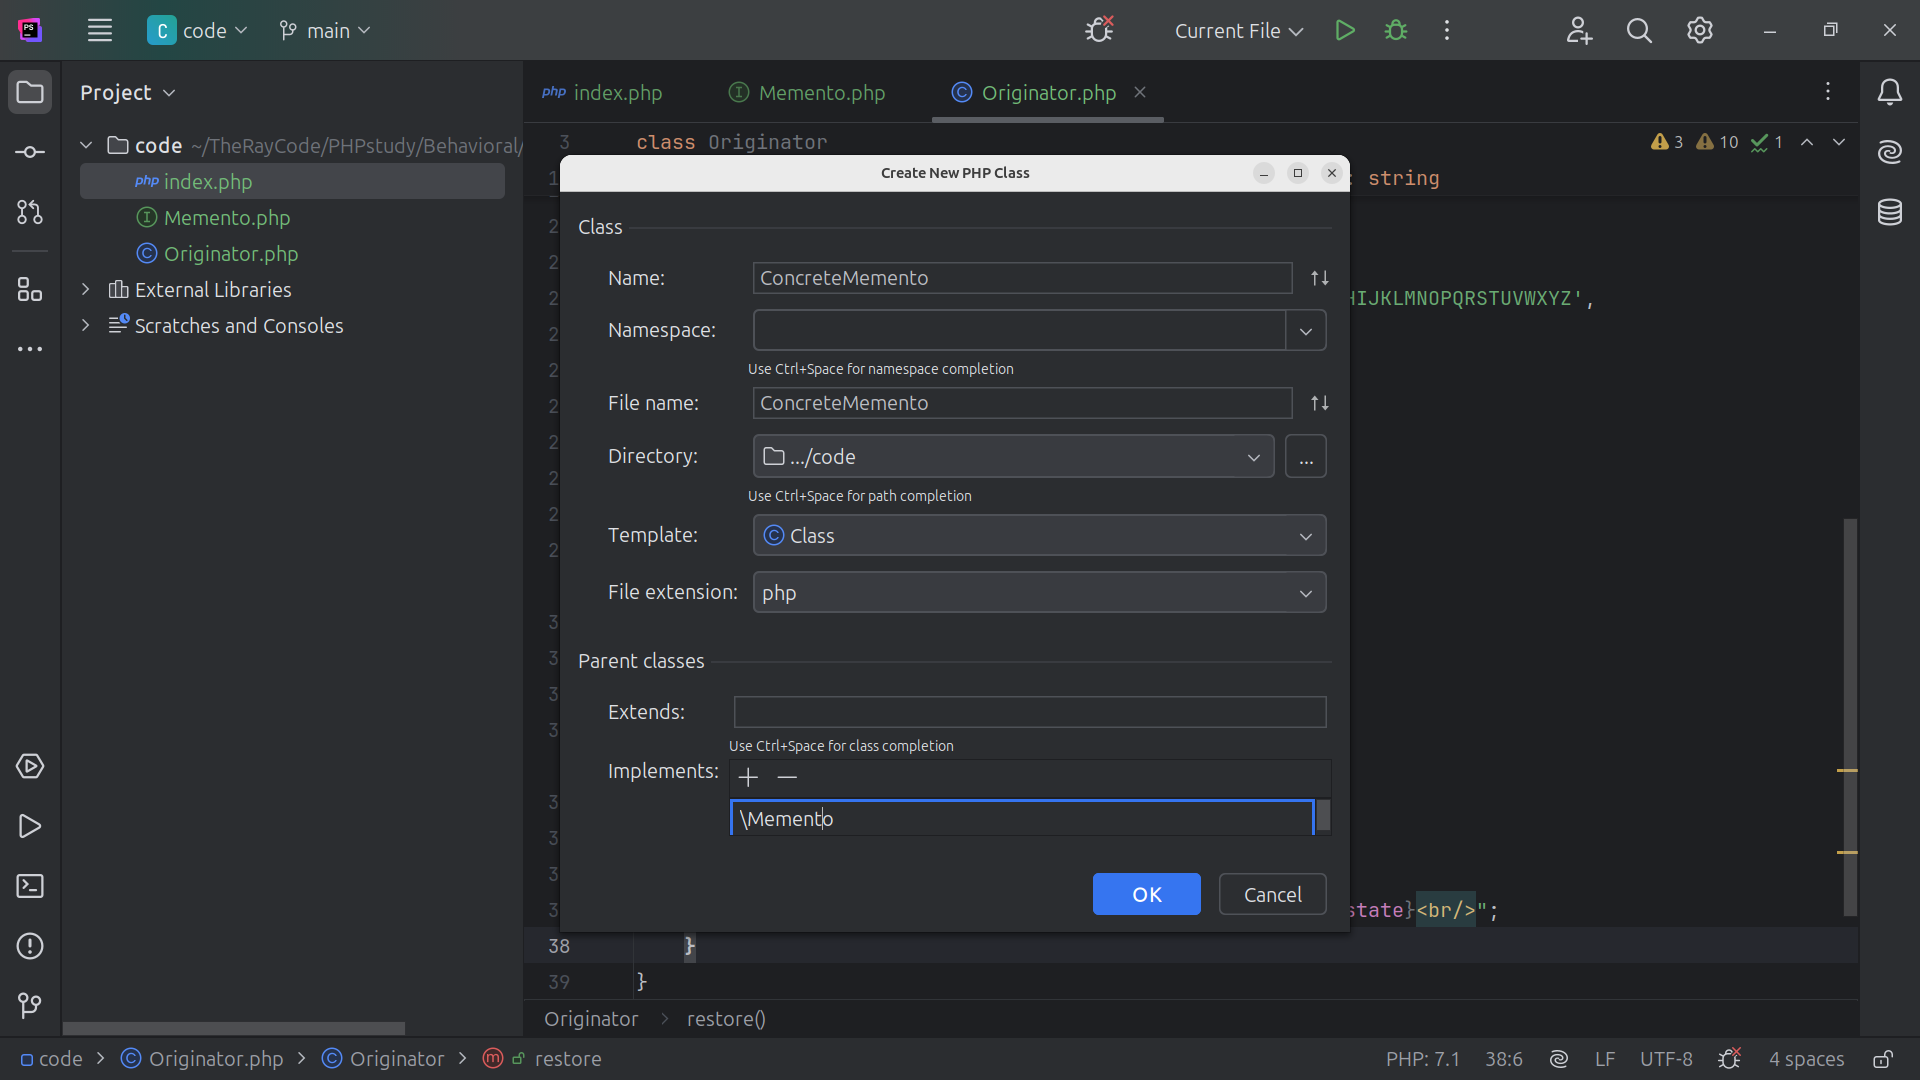 PS
C code main
Current File
Project
index.php
Memento.php
Originator.php
code ~/TheRayCode/PHPstudy/Behavioral/
php index.php
Memento.php
Originator.php
External Libraries
Scratches and Consoles
3 class Originator
3 10 1
string
HIJKLMNOPQRSTUVWXYZ',
state}<br/>";
38 }
39 }
Create New PHP Class
Class
Name: ConcreteMemento
Namespace:
Use Ctrl+Space for namespace completion
File name: ConcreteMemento
Directory: .../code ...
Use Ctrl+Space for path completion
Template: Class
File extension: php
Parent classes
Extends:
Use Ctrl+Space for class completion
Implements:
\Memento
OK Cancel
Originator > restore()
code > Originator.php > Originator > restore
PHP: 7.1 38:6 LF UTF-8 4 spaces